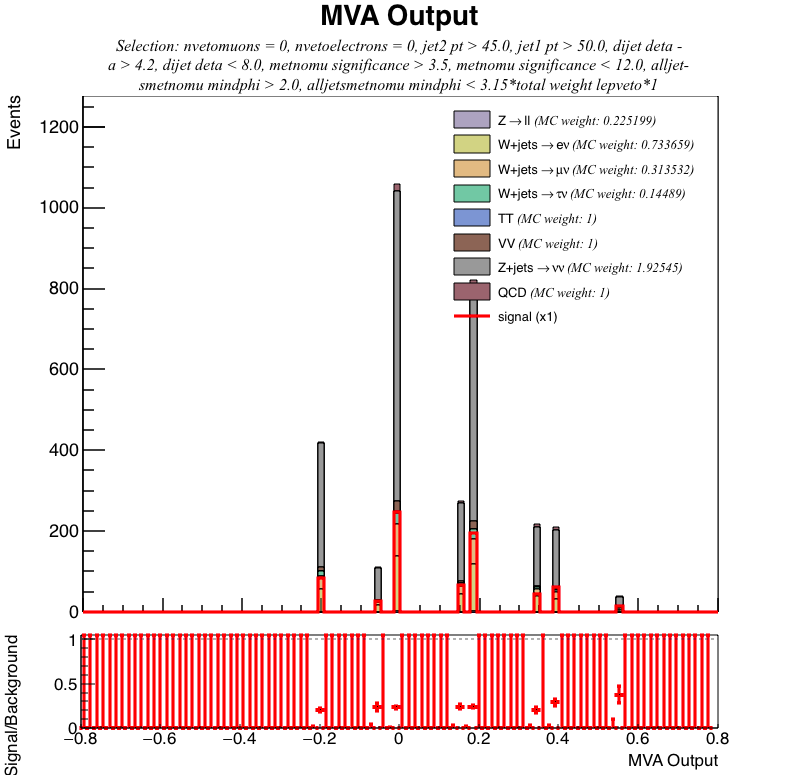 MVA Output
Selection: nvetomuons = 0, nvetoelectrons = 0, jet2 pt > 45.0, jet1 pt > 50.0, dijet deta -
a > 4.2, dijet deta < 8.0, metnomu significance > 3.5, metnomu significance < 12.0, alljet-
smetnomu mindphi > 2.0, alljetsmetnomu mindphi < 3.15*total weight lepveto*1
Events
1200
1000
800
600
400
200
0
Z→ll (MC weight: 0.225199)
W+jets→eν (MC weight: 0.733659)
W+jets→μν (MC weight: 0.313532)
W+jets→τν (MC weight: 0.14489)
TT (MC weight: 1)
VV (MC weight: 1)
Z+jets→νν (MC weight: 1.92545)
QCD (MC weight: 1)
signal (x1)
Signal/Background
1
0.5
0
−0.8 −0.6 −0.4 −0.2 0 0.2 0.4 0.6 0.8
MVA Output